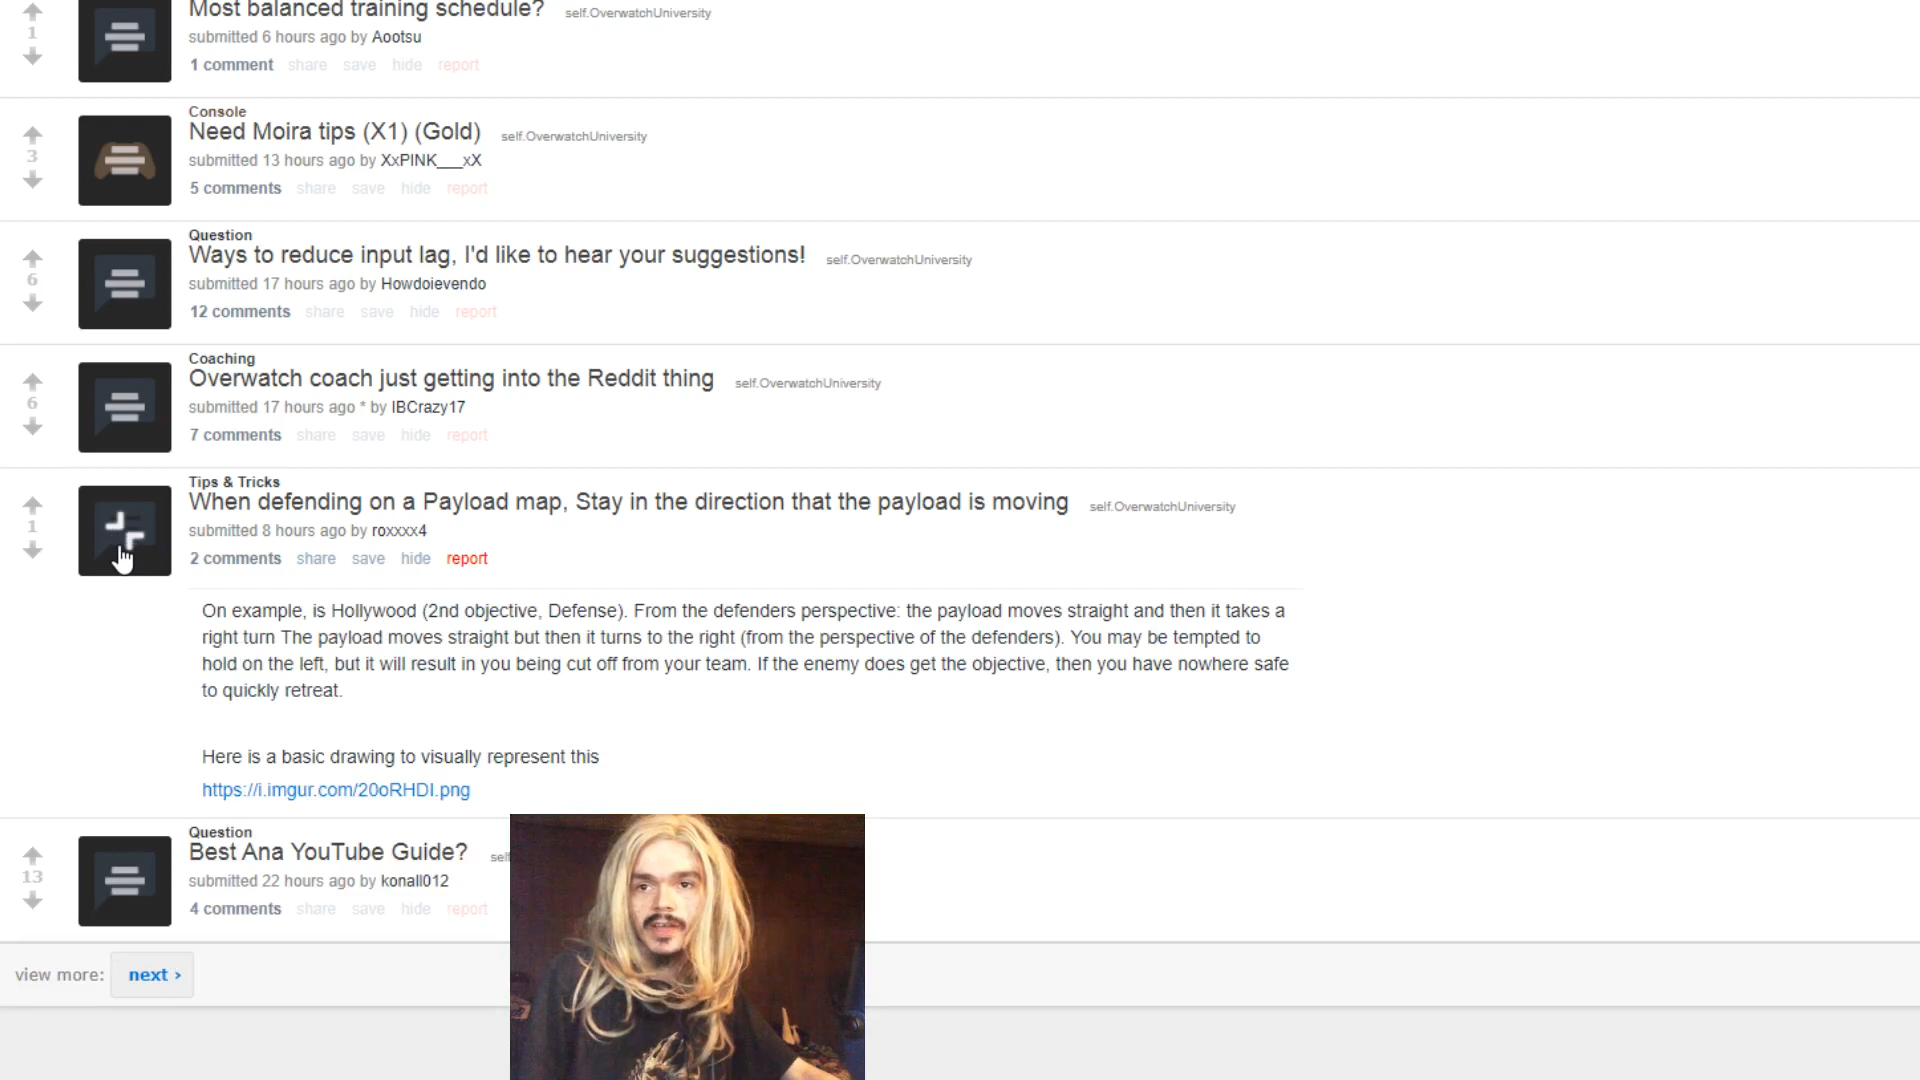 Most balanced training schedule? self.OverwatchUniversity
1
submitted 6 hours ago by Aootsu
1 comment share save hide report
Console
Need Moira tips (X1) (Gold) self.OverwatchUniversity
3
submitted 13 hours ago by XxPINK___xX
5 comments share save hide report
Question
Ways to reduce input lag, I'd like to hear your suggestions! self.OverwatchUniversity
6
submitted 17 hours ago by Howdoievendo
12 comments share save hide report
Coaching
Overwatch coach just getting into the Reddit thing self.OverwatchUniversity
6
submitted 17 hours ago * by IBCrazy17
7 comments share save hide report
Tips & Tricks
When defending on a Payload map, Stay in the direction that the payload is moving self.OverwatchUniversity
1
submitted 8 hours ago by roxxxx4
2 comments share save hide report
On example, is Hollywood (2nd objective, Defense). From the defenders perspective: the payload moves straight and then it takes a
right turn The payload moves straight but then it turns to the right (from the perspective of the defenders). You may be tempted to
hold on the left, but it will result in you being cut off from your team. If the enemy does get the objective, then you have nowhere safe
to quickly retreat.
Here is a basic drawing to visually represent this
https://i.imgur.com/20oRHDI.png
Question
Best Ana YouTube Guide? self
13
submitted 22 hours ago by konall012
4 comments share save hide report
view more: next ›